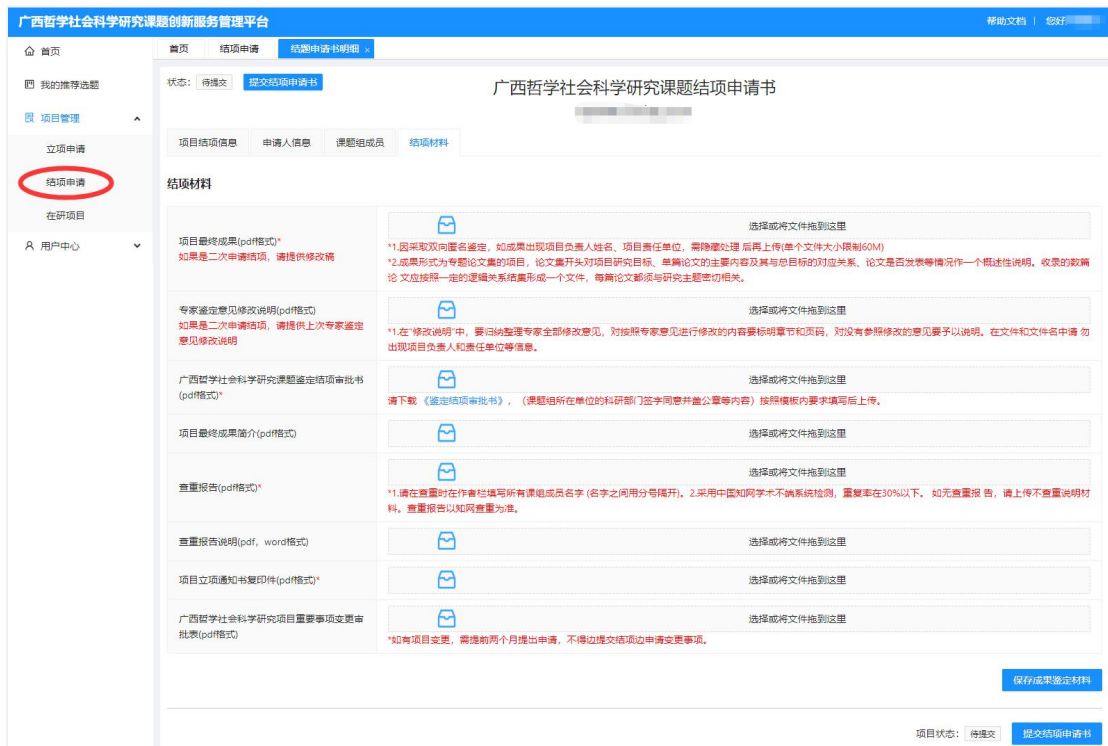 广西哲学社会科学研究课题创新服务管理平台
帮助文档 | 您好
首页
我的推荐选题
项目管理
立项申请
结项申请
在研项目
用户中心
首页 结项申请 结题申请书明细 ×
状态： 待提交 提交结项申请书
广西哲学社会科学研究课题结项申请书
项目结项信息 申请人信息 课题组成员 结项材料
结项材料
项目最终成果(pdf格式)*
如果是二次申请结项，请提供修改稿
选择或将文件拖到这里
*1.因采取双向匿名鉴定，如成果出现项目负责人姓名、项目责任单位，需隐藏处理 后再上传(单个文件大小限制60M)
*2.成果形式为专题论文集的项目，论文集开头对项目研究目标、单篇论文的主要内容及其与总目标的对应关系、论文是否发表等情况作一个概述性说明。收录的数篇
论 文应按照一定的逻辑关系结集形成一个文件，每篇论文都须与研究主题密切相关。
专家鉴定意见修改说明(pdf格式)
如果是二次申请结项，请提供上次专家鉴定
意见修改说明
选择或将文件拖到这里
*1.在"修改说明"中，要归纳整理专家全部修改意见，对按照专家意见进行修改的内容要标明章节和页码，对没有参照修改的意见要予以说明。在文件和文件名中请 勿
出现项目负责人和责任单位等信息。
广西哲学社会科学研究课题鉴定结项审批书
(pdf格式)*
选择或将文件拖到这里
请下载 《鉴定结项审批书》，（课题组所在单位的科研部门签字同意并盖公章等内容）按照模板内要求填写后上传。
项目最终成果简介(pdf格式)
选择或将文件拖到这里
查重报告(pdf格式)*
选择或将文件拖到这里
*1.请在查重时在作者栏填写所有课组成员名字 (名字之间用分号隔开)。2.采用中国知网学术不端系统检测，重复率在30%以下。 如无查重报 告，请上传不查重说明材
料。查重报告以知网查重为准。
查重报告说明(pdf，word格式)
选择或将文件拖到这里
项目立项通知书复印件(pdf格式)*
选择或将文件拖到这里
广西哲学社会科学研究项目重要事项变更审
批表(pdf格式)
选择或将文件拖到这里
*如有项目变更，需提前两个月提出申请，不得边提交结项边申请变更事项。
保存成果鉴定材料
项目状态： 待提交 提交结项申请书